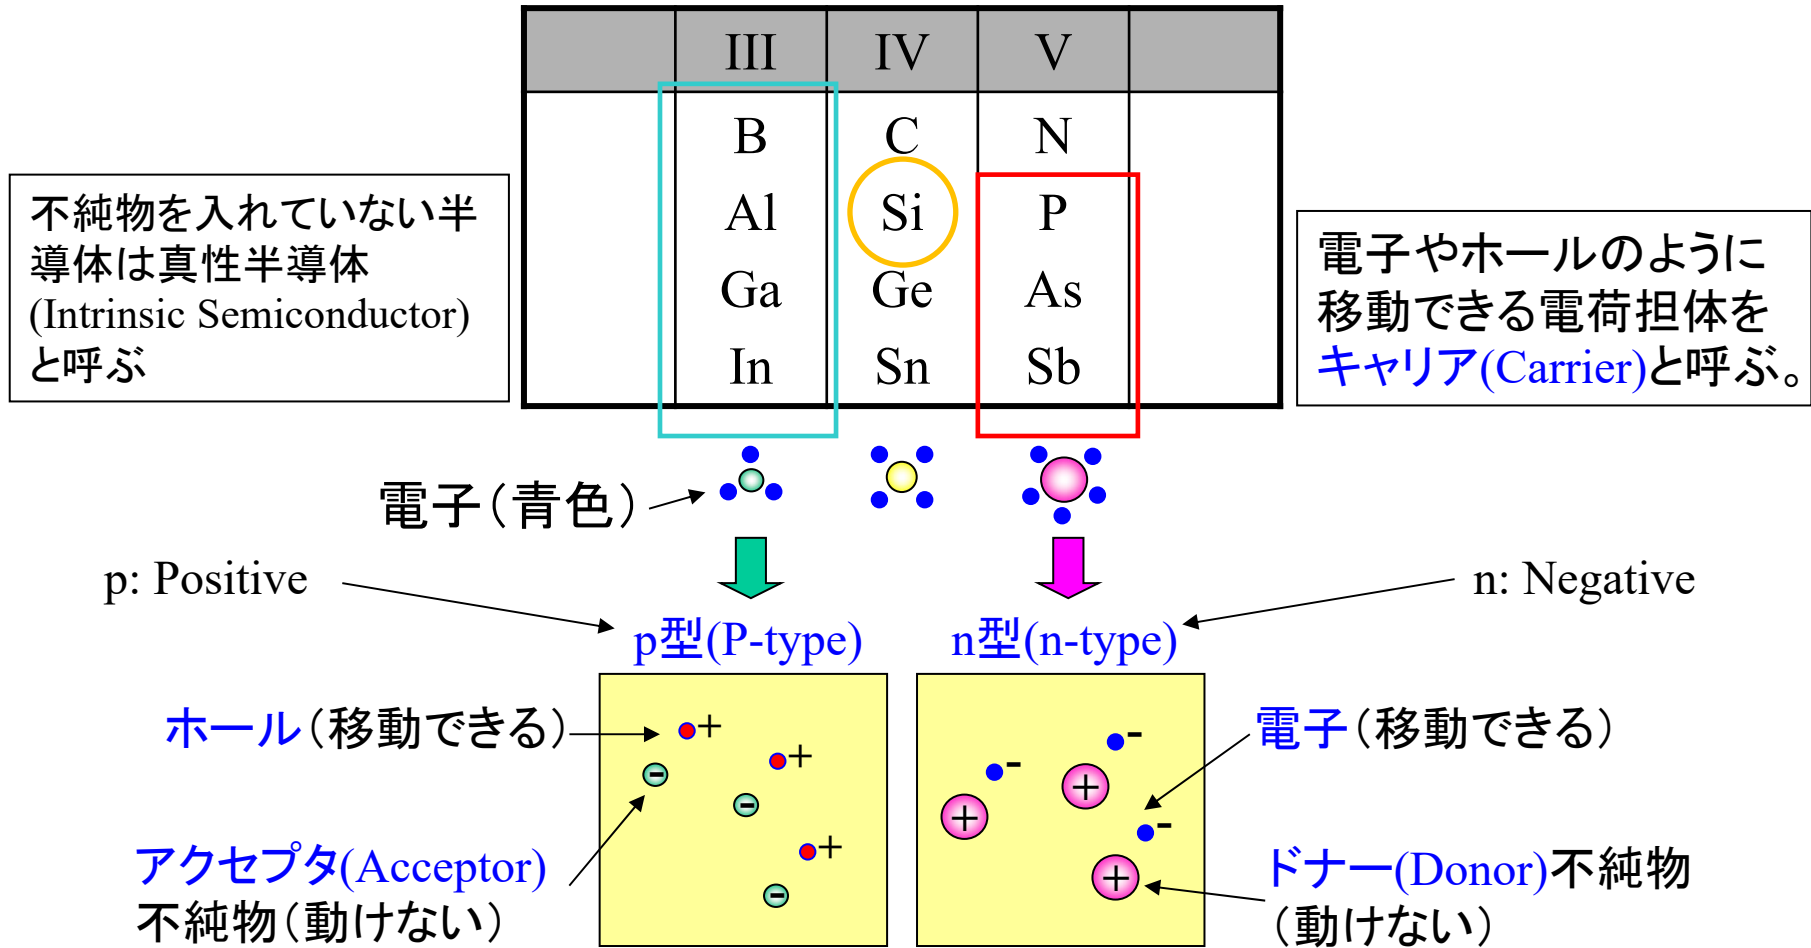 III IV V
B C N
Al Si P
Ga Ge As
In Sn Sb
不純物を入れていない半
導体は真性半導体
(Intrinsic Semiconductor)
と呼ぶ
電子やホールのように
移動できる電荷担体を
キャリア(Carrier)と呼ぶ。
電子（青色）
p: Positive
n: Negative
p型(P-type)
n型(n-type)
ホール（移動できる）
+
+
+
-
-
-
アクセプタ(Acceptor)
不純物（動けない）
-
-
-
+
+
+
電子（移動できる）
ドナー(Donor)不純物
（動けない）